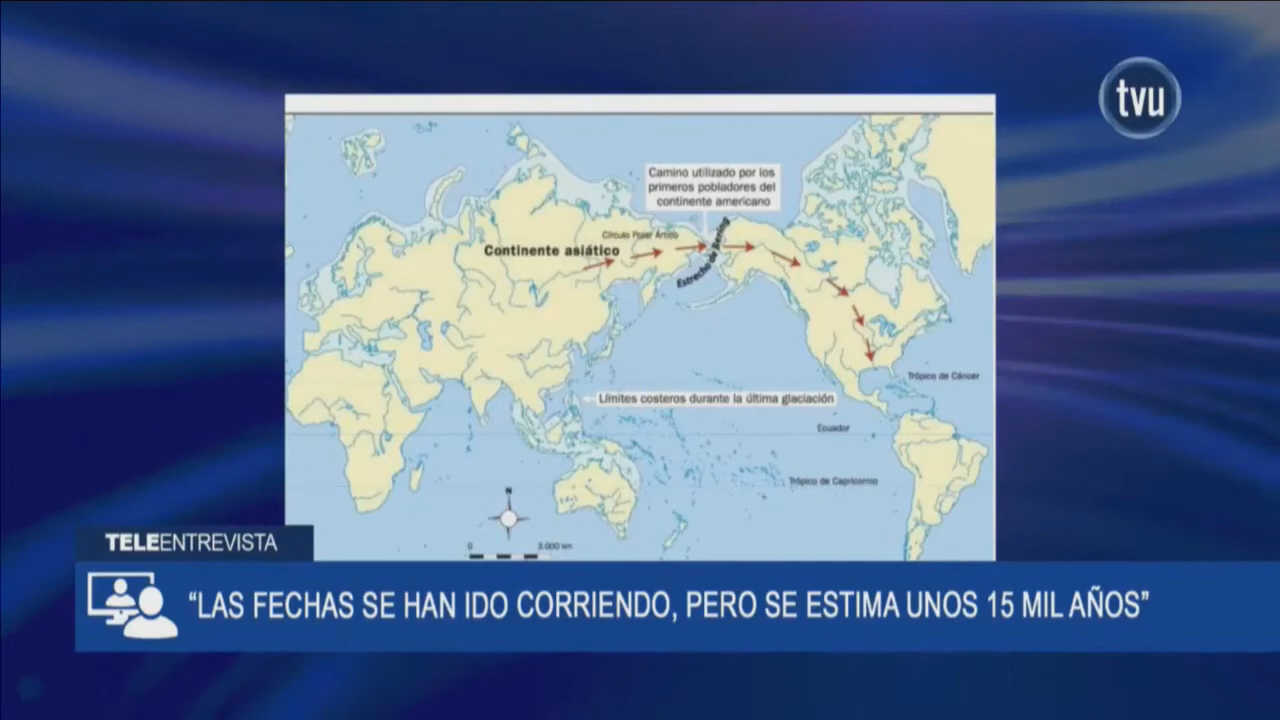 tvu
Camino utilizado por los
primeros pobladores del
continente americano
Círculo Polar Ártico
Continente asiático
Estrecho de Bering
Trópico de Cáncer
Límites costeros durante la última glaciación
Ecuador
Trópico de Capricornio
N
0 3.000 km
TELEENTREVISTA
“LAS FECHAS SE HAN IDO CORRIENDO, PERO SE ESTIMA UNOS 15 MIL AÑOS”